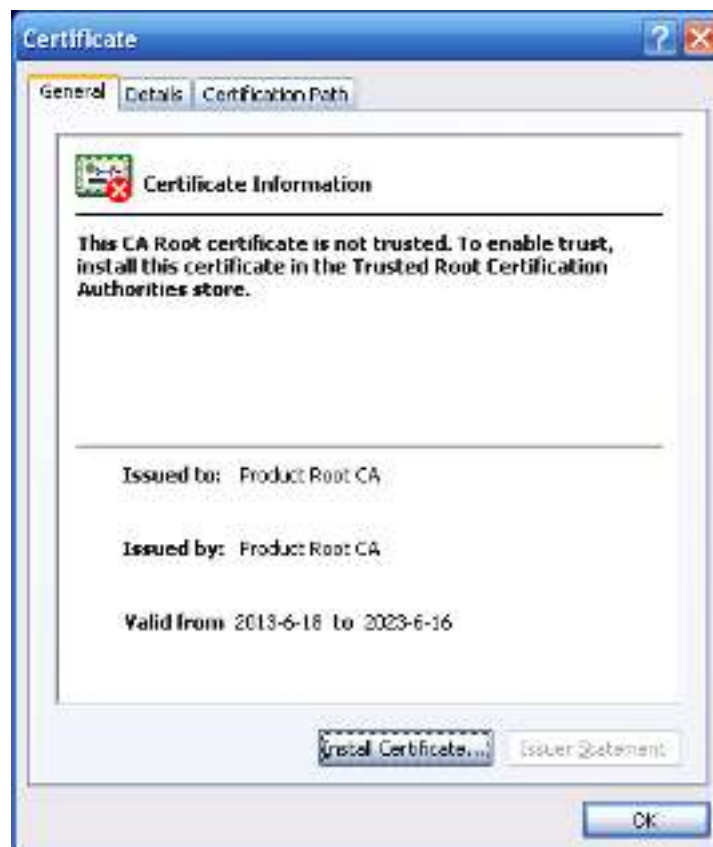 Certificate
General Details Certification Path
Certificate Information
This CA Root certificate is not trusted. To enable trust,
install this certificate in the Trusted Root Certification
Authorities store.
Issued to: Product Root CA
Issued by: Product Root CA
Valid from 2013-6-18 to 2023-6-16
Install Certificate... Issuer Statement
OK